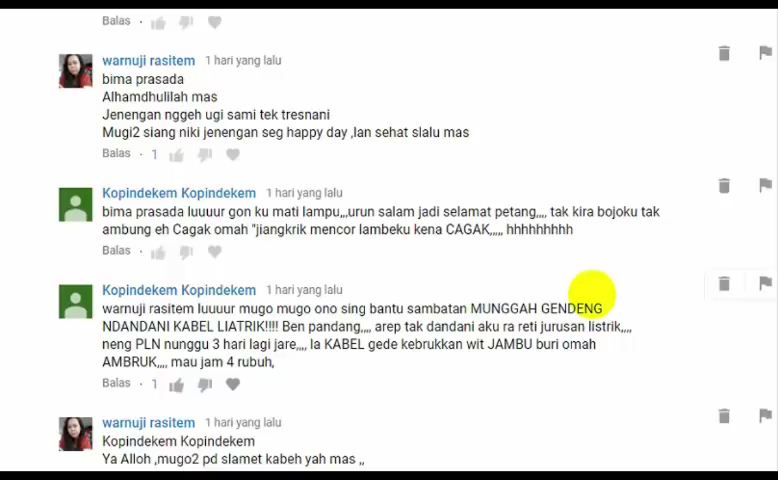 Balas
warnuji rasitem 1 hari yang lalu
bima prasada
Alhamdhulilah mas
Jenengan nggeh ugi sami tek tresnani
Mugi2 siang niki jenengan seg happy day ,lan sehat slalu mas
Balas · 1
Kopindekem Kopindekem 1 hari yang lalu
bima prasada luuuur gon ku mati lampu,,,urun salam jadi selamat petang,,,, tak kira bojoku tak
ambung eh Cagak omah "jiangkrik mencor lambeku kena CAGAK,,,,, hhhhhhhhh
Balas ·
Kopindekem Kopindekem 1 hari yang lalu
warnuji rasitem luuuur mugo mugo ono sing bantu sambatan MUNGGAH GENDENG
NDANDANI KABEL LIATRIK!!!! Ben pandang,,,, arep tak dandani aku ra reti jurusan listrik,,,,
neng PLN nunggu 3 hari lagi jare,,,, la KABEL gede kebrukkan wit JAMBU buri omah
AMBRUK,,,, mau jam 4 rubuh,
Balas · 1
warnuji rasitem 1 hari yang lalu
Kopindekem Kopindekem
Ya Alloh ,mugo2 pd slamet kabeh yah mas ,,